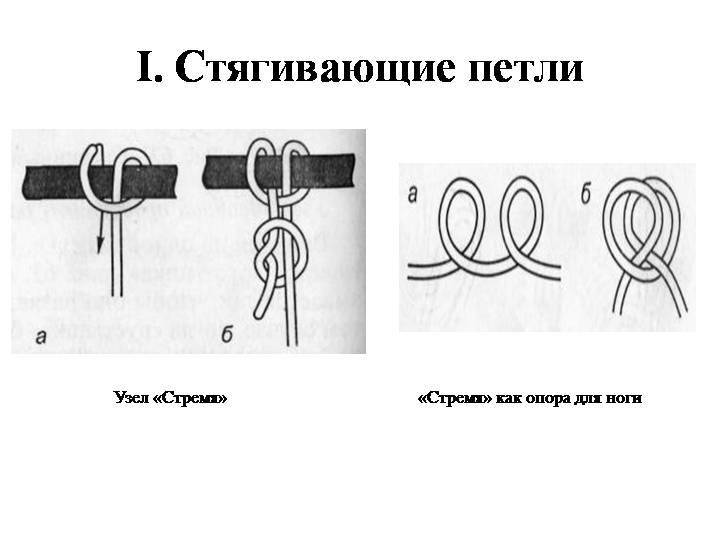 I. Стягивающие петли
а
б
а
б
Узел «Стремя»
«Стремя» как опора для ноги